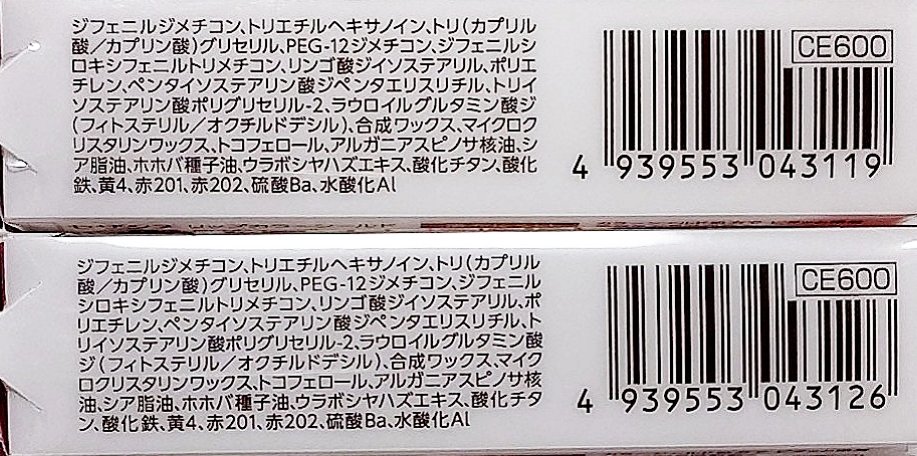 ジフェニルジメチコン、トリエチルヘキサノイン、トリ(カプリル
酸/カプリン酸)グリセリル、PEG-12ジメチコン、ジフェニルシ
ロキシフェニルトリメチコン、リンゴ酸ジイソステアリル、ポリエ
チレン、ペンタイソステアリン酸ジペンタエリスリチル、トリイ
ソステアリン酸ポリグリセリル-2、ラウロイルグルタミン酸ジ
(フィトステリル/オクチルドデシル)、合成ワックス、マイクロク
リスタリンワックス、トコフェロール、アルガニアスピノサ核油、シ
ア脂油、ホホバ種子油、ウラボシヤハズエキス、酸化チタン、酸化
鉄、黄4、赤201、赤202、硫酸Ba、水酸化Al
CE600
4 939553 043119
ジフェニルジメチコン、トリエチルヘキサノイン、トリ(カプリル
酸/カプリン酸)グリセリル、PEG-12ジメチコン、ジフェニル
シロキシフェニルトリメチコン、リンゴ酸ジイソステアリル、ポ
リエチレン、ペンタイソステアリン酸ジペンタエリスリチル、ト
リイソステアリン酸ポリグリセリル-2、ラウロイルグルタミン酸
ジ(フィトステリル/オクチルドデシル)、合成ワックス、マイク
ロクリスタリンワックス、トコフェロール、アルガニアスピノサ核
油、シア脂油、ホホバ種子油、ウラボシヤハズエキス、酸化チタ
ン、酸化鉄、黄4、赤201、赤202、硫酸Ba、水酸化Al
CE600
4 939553 043126